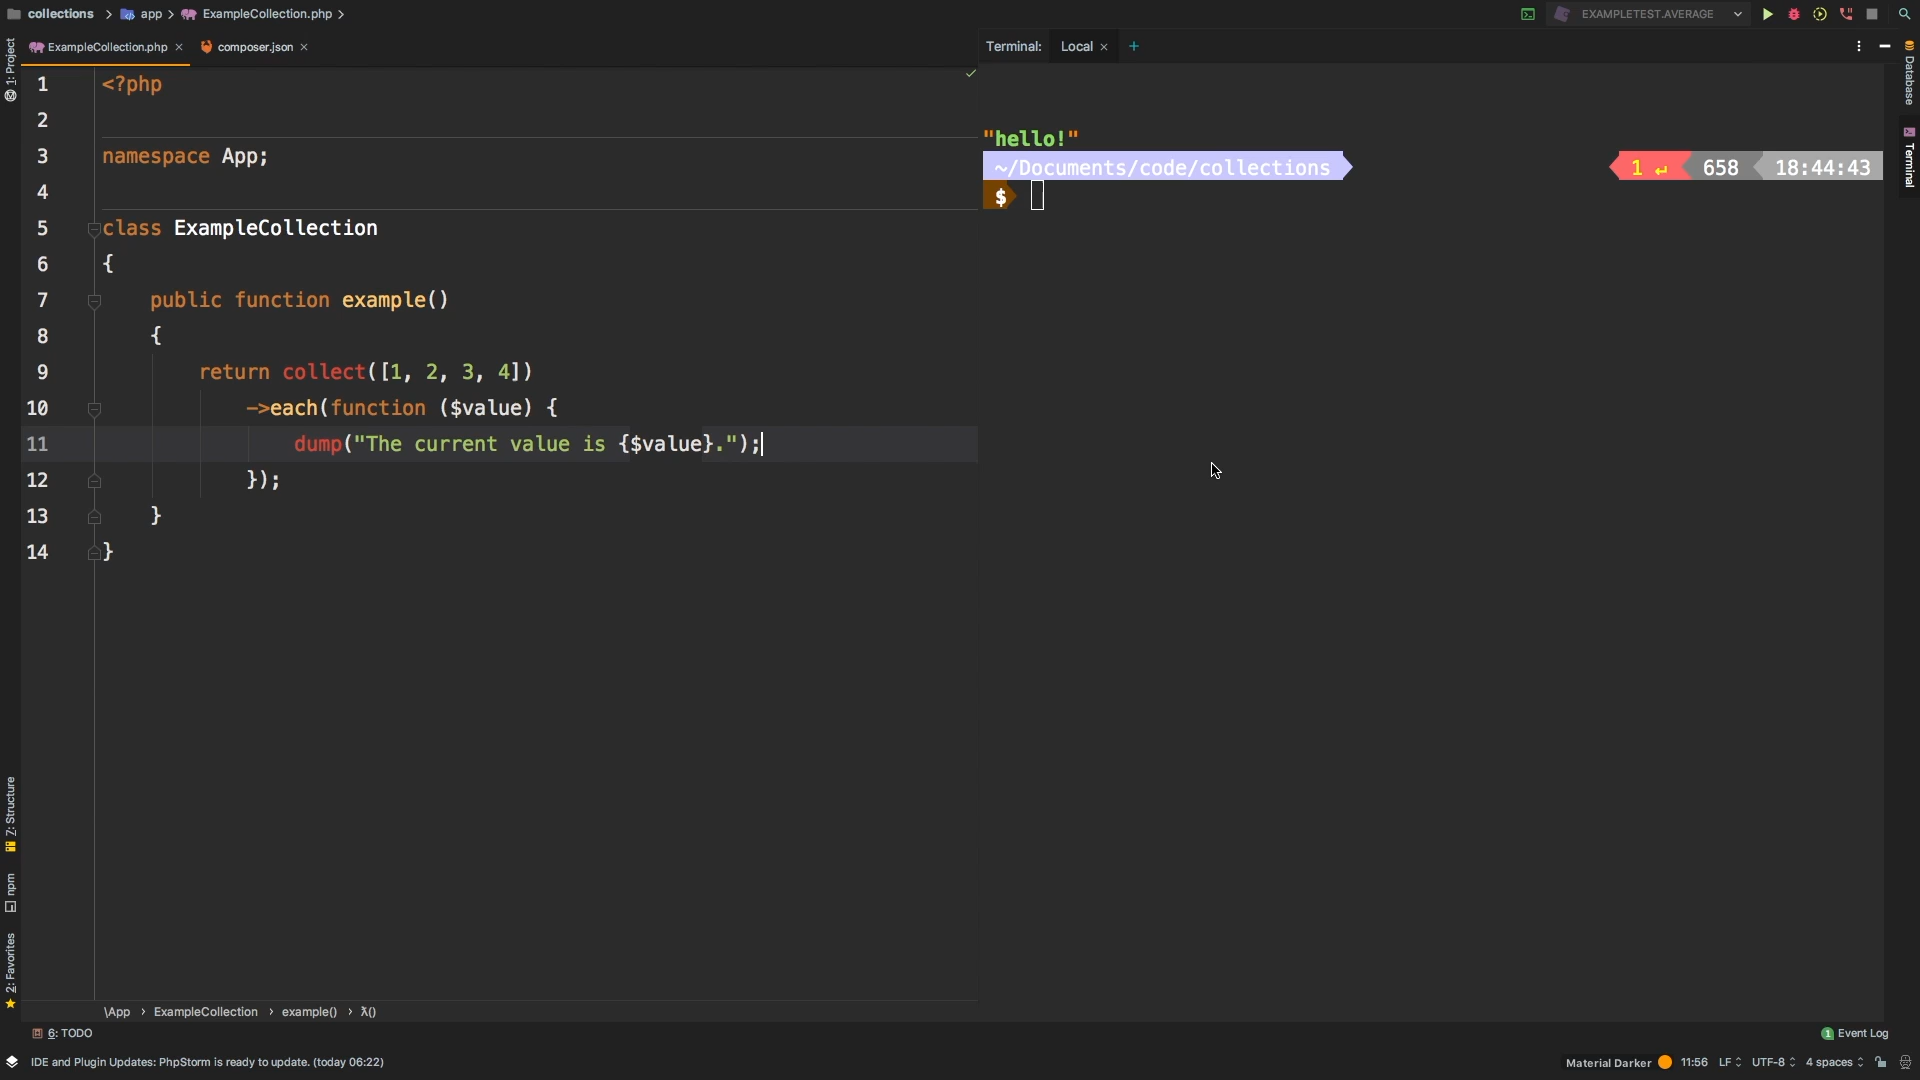 collections > app > ExampleCollection.php >
EXAMPLETEST.AVERAGE
1: Project
ExampleCollection.php ×
composer.json ×
Terminal: Local × +
Database
Terminal
1 <?php
2
3 namespace App;
4
5 class ExampleCollection
6 {
7 public function example()
8 {
9 return collect([1, 2, 3, 4])
10 ->each(function ($value) {
11 dump("The current value is {$value}.");
12 });
13 }
14 }
"hello!"
~/Documents/code/collections
1 ↵ 658 18:44:43
$
Z: Structure
npm
2: Favorites
\App > ExampleCollection > example() > λ()
6: TODO
1 Event Log
IDE and Plugin Updates: PhpStorm is ready to update. (today 06:22)
Material Darker 11:56 LF UTF-8 4 spaces